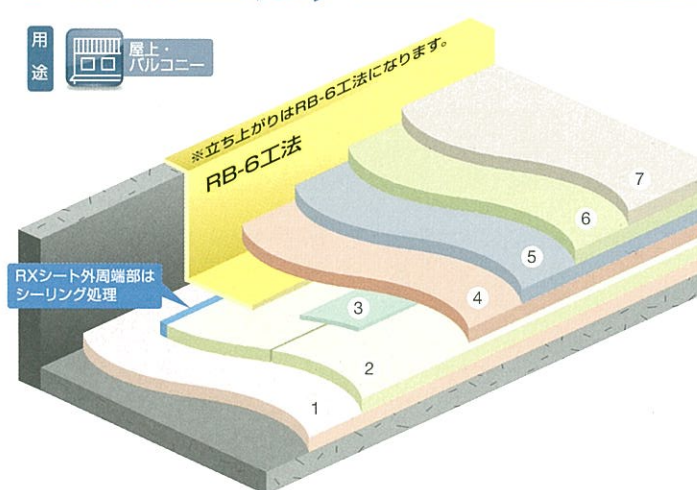 用
途
屋上・
バルコニー
※立ち上がりはRB-6工法になります。
RB-6工法
RXシート外周端部は
シーリング処理
1
2
3
4
5
6
7